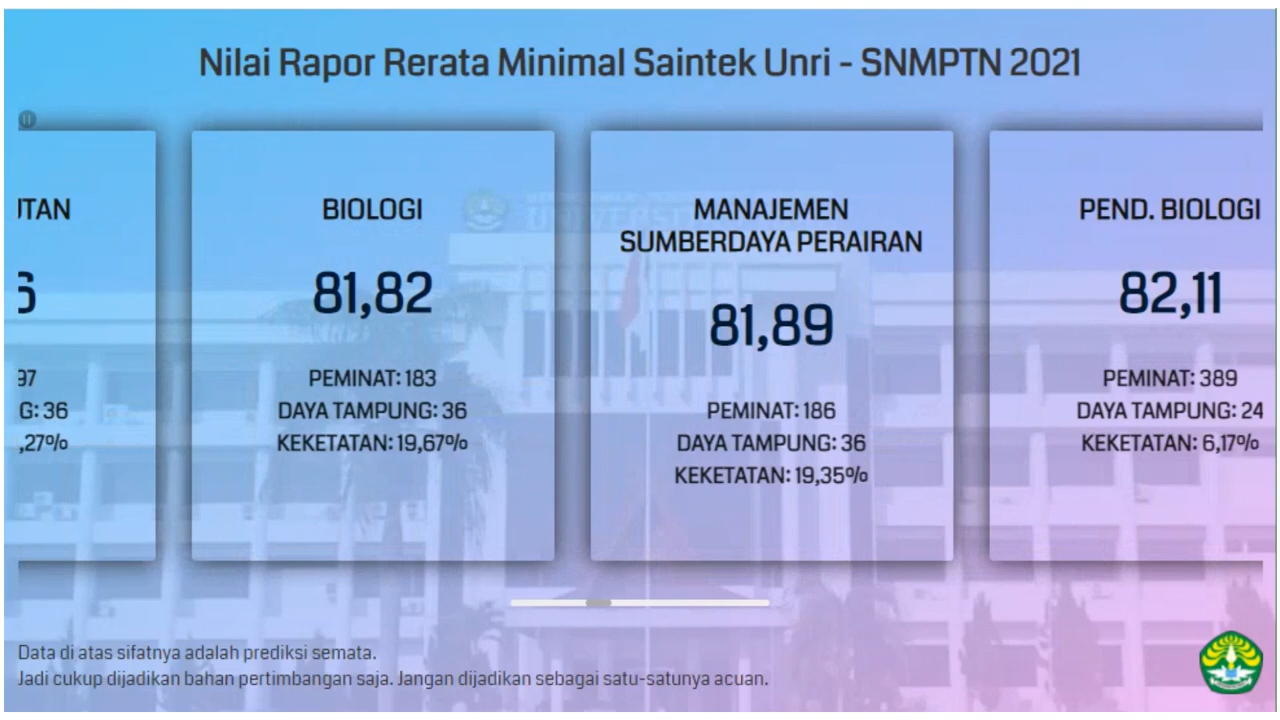 Nilai Rapor Rerata Minimal Saintek Unri - SNMPTN 2021
BIOLOGI
81,82
PEMINAT: 183
DAYA TAMPUNG: 36
KEKETATAN: 19,67%
MANAJEMEN
SUMBERDAYA PERAIRAN
81,89
PEMINAT: 186
DAYA TAMPUNG: 36
KEKETATAN: 19,35%
PEND. BIOLOGI
82,11
PEMINAT: 389
DAYA TAMPUNG: 24
KEKETATAN: 6,17%
Data di atas sifatnya adalah prediksi semata.
Jadi cukup dijadikan bahan pertimbangan saja. Jangan dijadikan sebagai satu-satunya acuan.